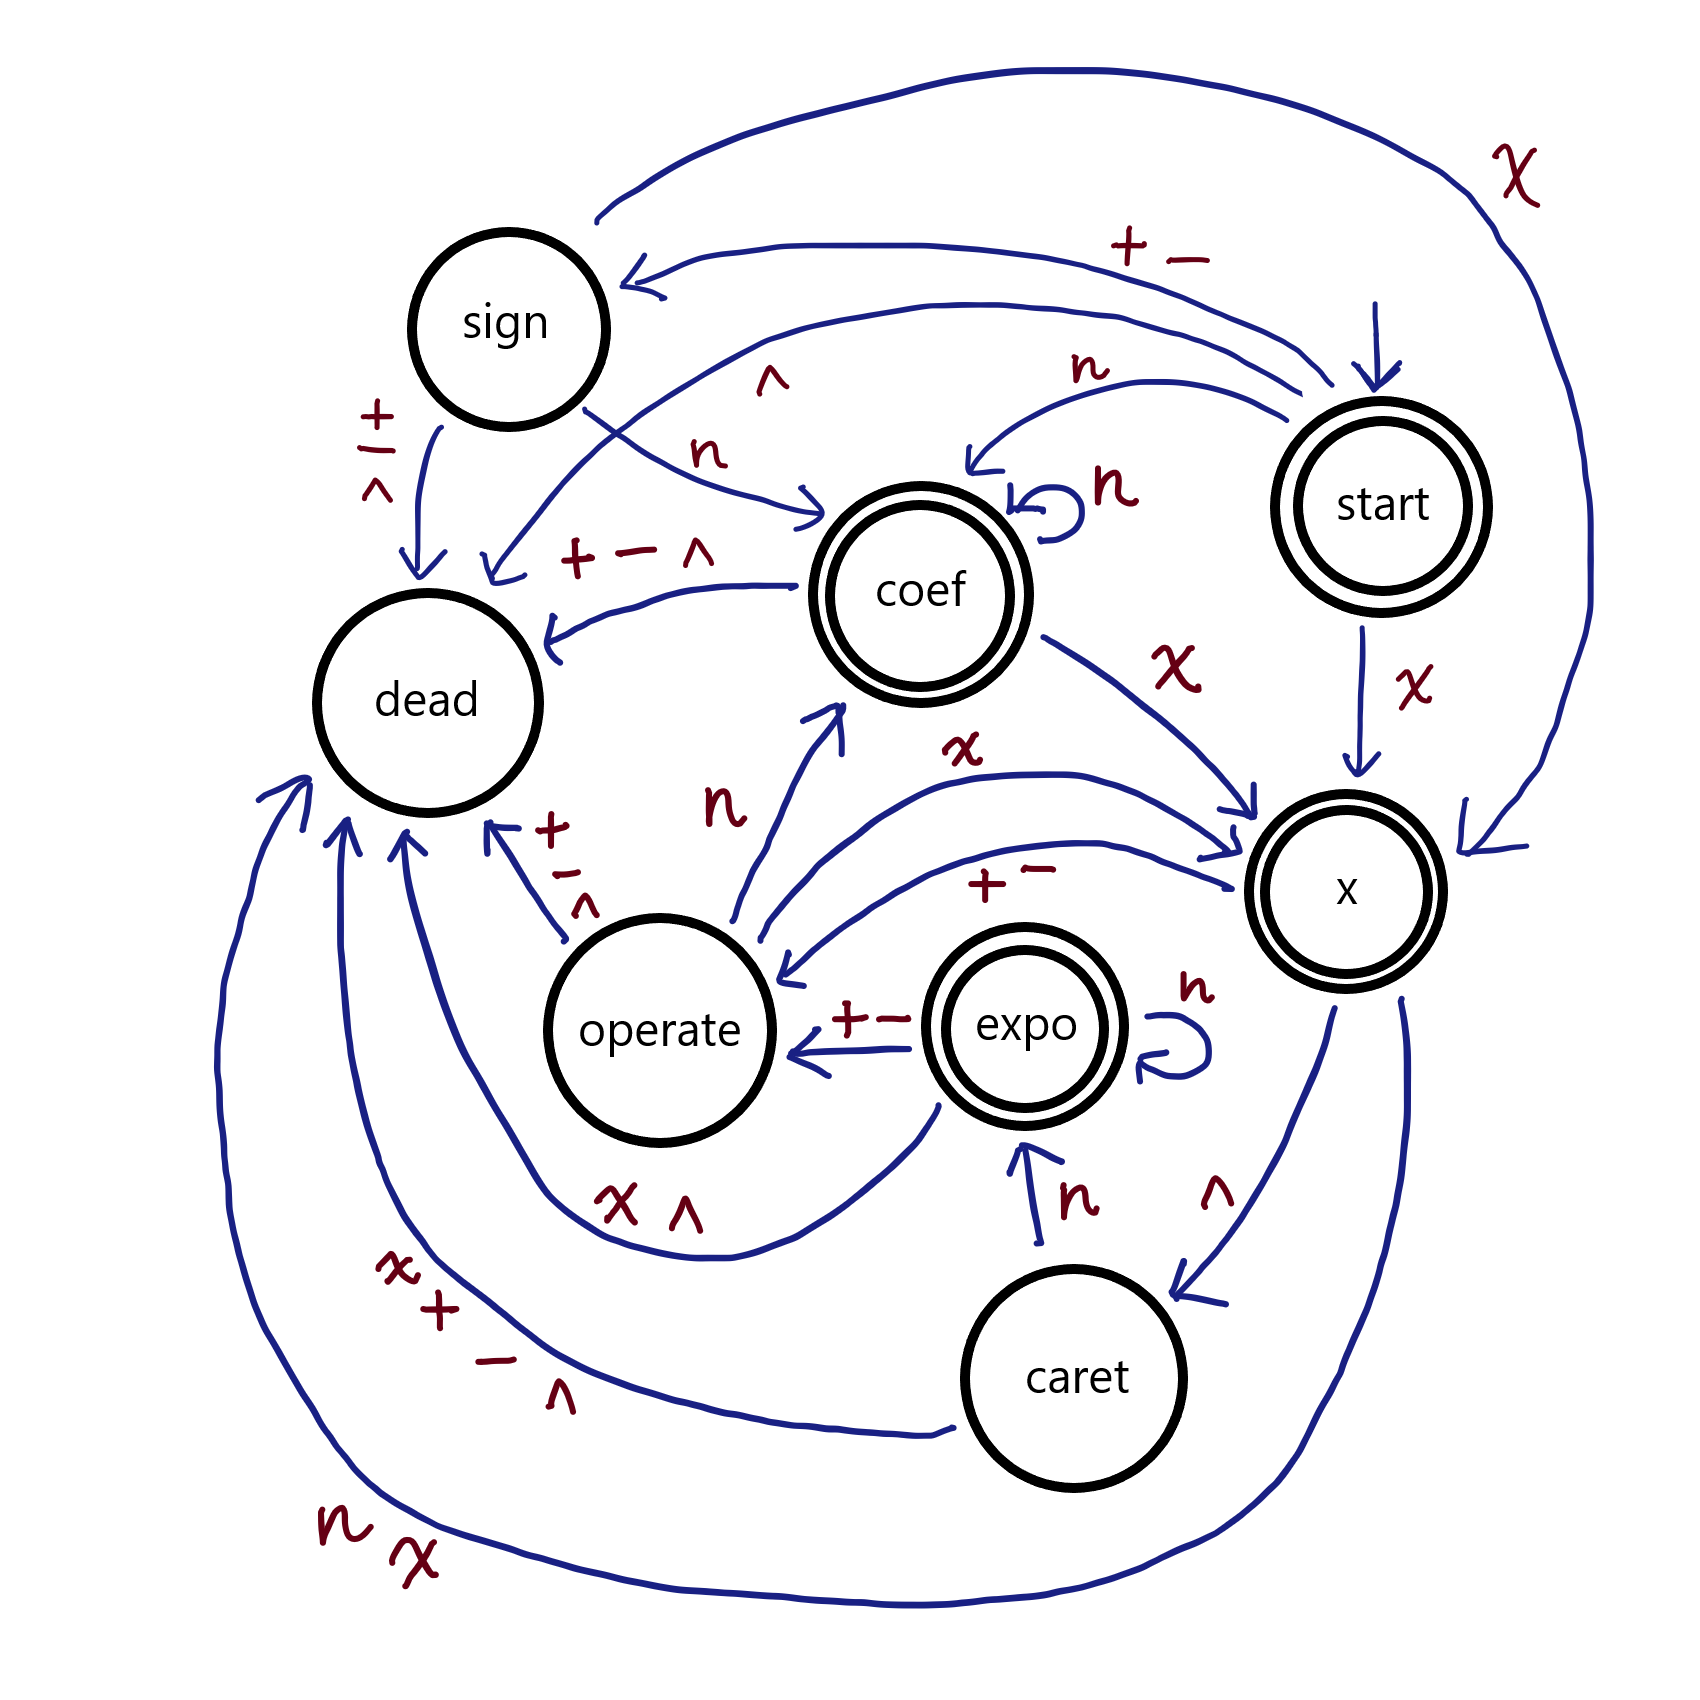 x
+ -
sign
^
n
+
-
^
n
n
start
+ - ^
coef
x
x
dead
x
n
+
-
^
+ -
x
n
operate
+ -
expo
x ^
n
^
x
+
-
^
caret
n
x